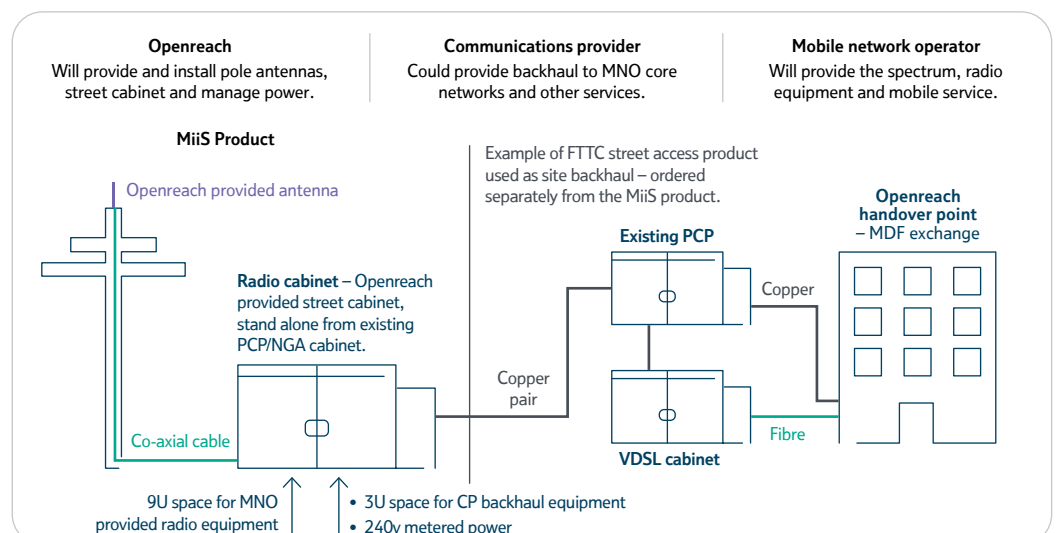 Openreach
Will provide and install pole antennas,
street cabinet and manage power.
Communications provider
Could provide backhaul to MNO core
networks and other services.
Mobile network operator
Will provide the spectrum, radio
equipment and mobile service.
MiiS Product
Openreach provided antenna
Example of FTTC street access product
used as site backhaul – ordered
separately from the MiiS product.
Openreach
handover point
– MDF exchange
Existing PCP
Radio cabinet – Openreach
provided street cabinet,
stand alone from existing
PCP/NGA cabinet.
Copper
Copper
pair
Co-axial cable
Fibre
VDSL cabinet
9U space for MNO
provided radio equipment
• 3U space for CP backhaul equipment
• 240v metered power